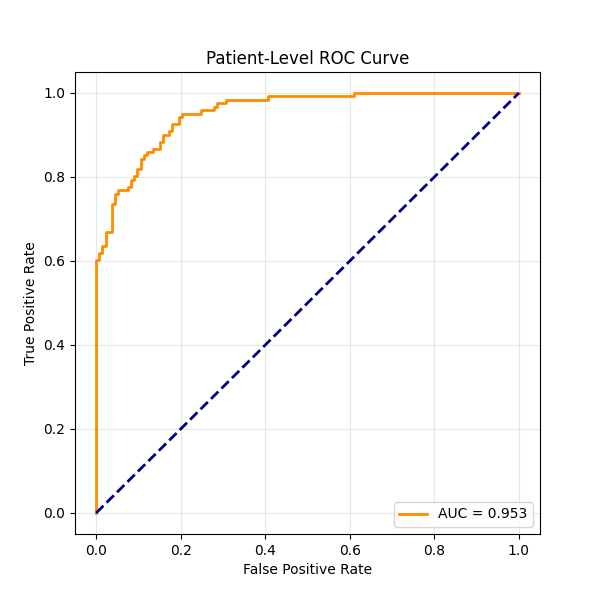 Patient-Level ROC Curve
True Positive Rate
1.0
0.8
0.6
0.4
0.2
0.0
AUC = 0.953
0.0 0.2 0.4 0.6 0.8 1.0
False Positive Rate